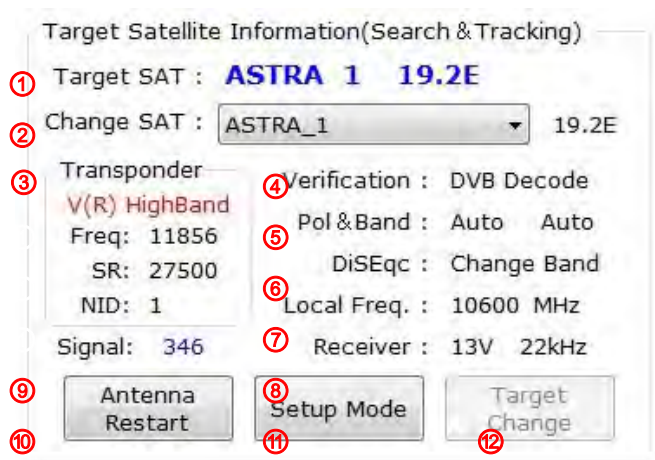 Target Satellite Information(Search & Tracking)
① Target SAT : ASTRA 1 19.2E
② Change SAT : ASTRA_1 19.2E
③ Transponder
V(R) HighBand
Freq: 11856
SR: 27500
NID: 1
④ Verification : DVB Decode
⑤ Pol & Band : Auto Auto
DiSEqc : Change Band
⑥ Local Freq. : 10600 MHz
⑦ Receiver : 13V 22kHz
Signal: 346
⑨ Antenna
Restart
⑩
⑧ Setup Mode
⑪
Target
Change
⑫